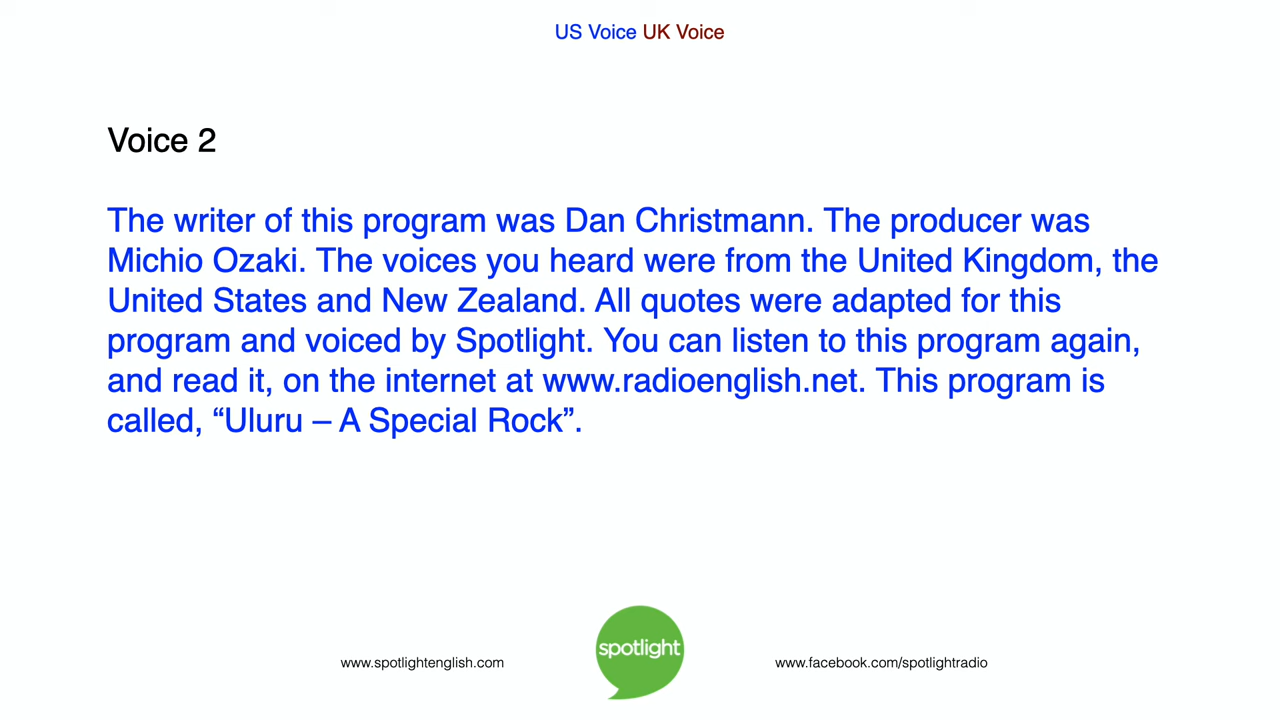 US Voice UK Voice
Voice 2
The writer of this program was Dan Christmann. The producer was
Michio Ozaki. The voices you heard were from the United Kingdom, the
United States and New Zealand. All quotes were adapted for this
program and voiced by Spotlight. You can listen to this program again,
and read it, on the internet at www.radioenglish.net. This program is
called, “Uluru – A Special Rock”.
spotlight
www.spotlightenglish.com
www.facebook.com/spotlightradio